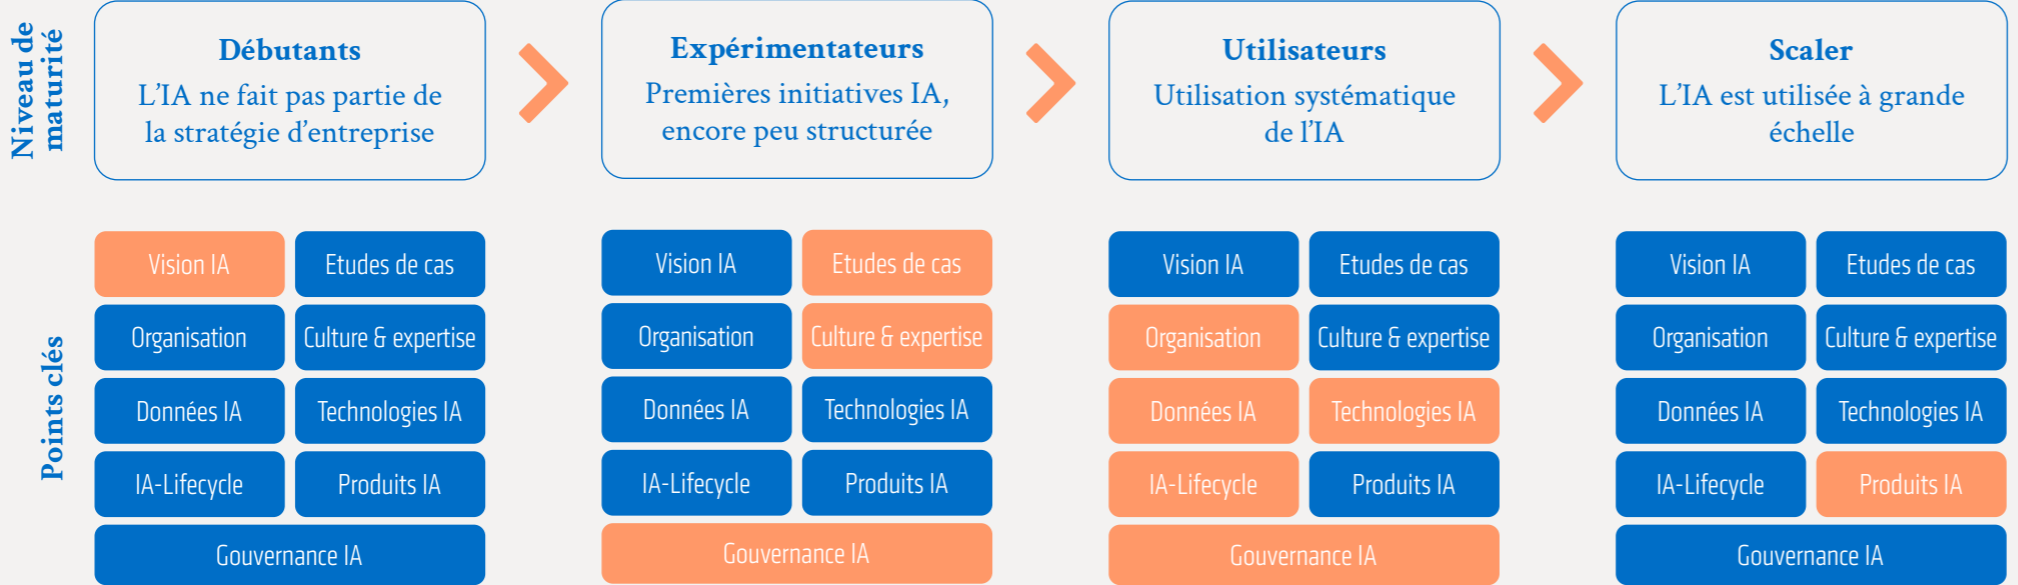 Niveau de
maturité
Débutants
L'IA ne fait pas partie de
la stratégie d'entreprise
Expérimentateurs
Premières initiatives IA,
encore peu structurée
Utilisateurs
Utilisation systématique
de l'IA
Scaler
L'IA est utilisée à grande
échelle
Points clés
Vision IA
Etudes de cas
Organisation
Culture & expertise
Données IA
Technologies IA
IA-Lifecycle
Produits IA
Gouvernance IA
Vision IA
Etudes de cas
Organisation
Culture & expertise
Données IA
Technologies IA
IA-Lifecycle
Produits IA
Gouvernance IA
Vision IA
Etudes de cas
Organisation
Culture & expertise
Données IA
Technologies IA
IA-Lifecycle
Produits IA
Gouvernance IA
Vision IA
Etudes de cas
Organisation
Culture & expertise
Données IA
Technologies IA
IA-Lifecycle
Produits IA
Gouvernance IA